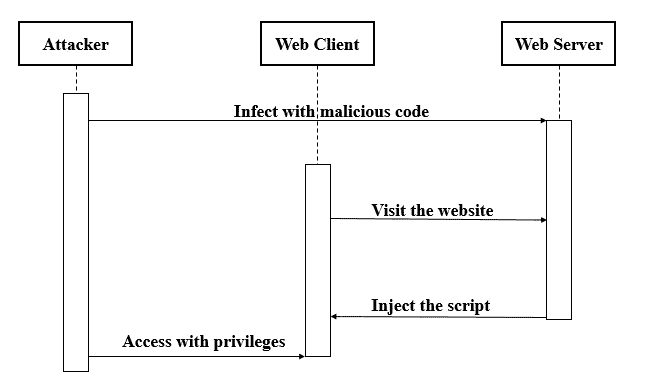 Attacker
Web Client
Web Server
Infect with malicious code
Visit the website
Inject the script
Access with privileges